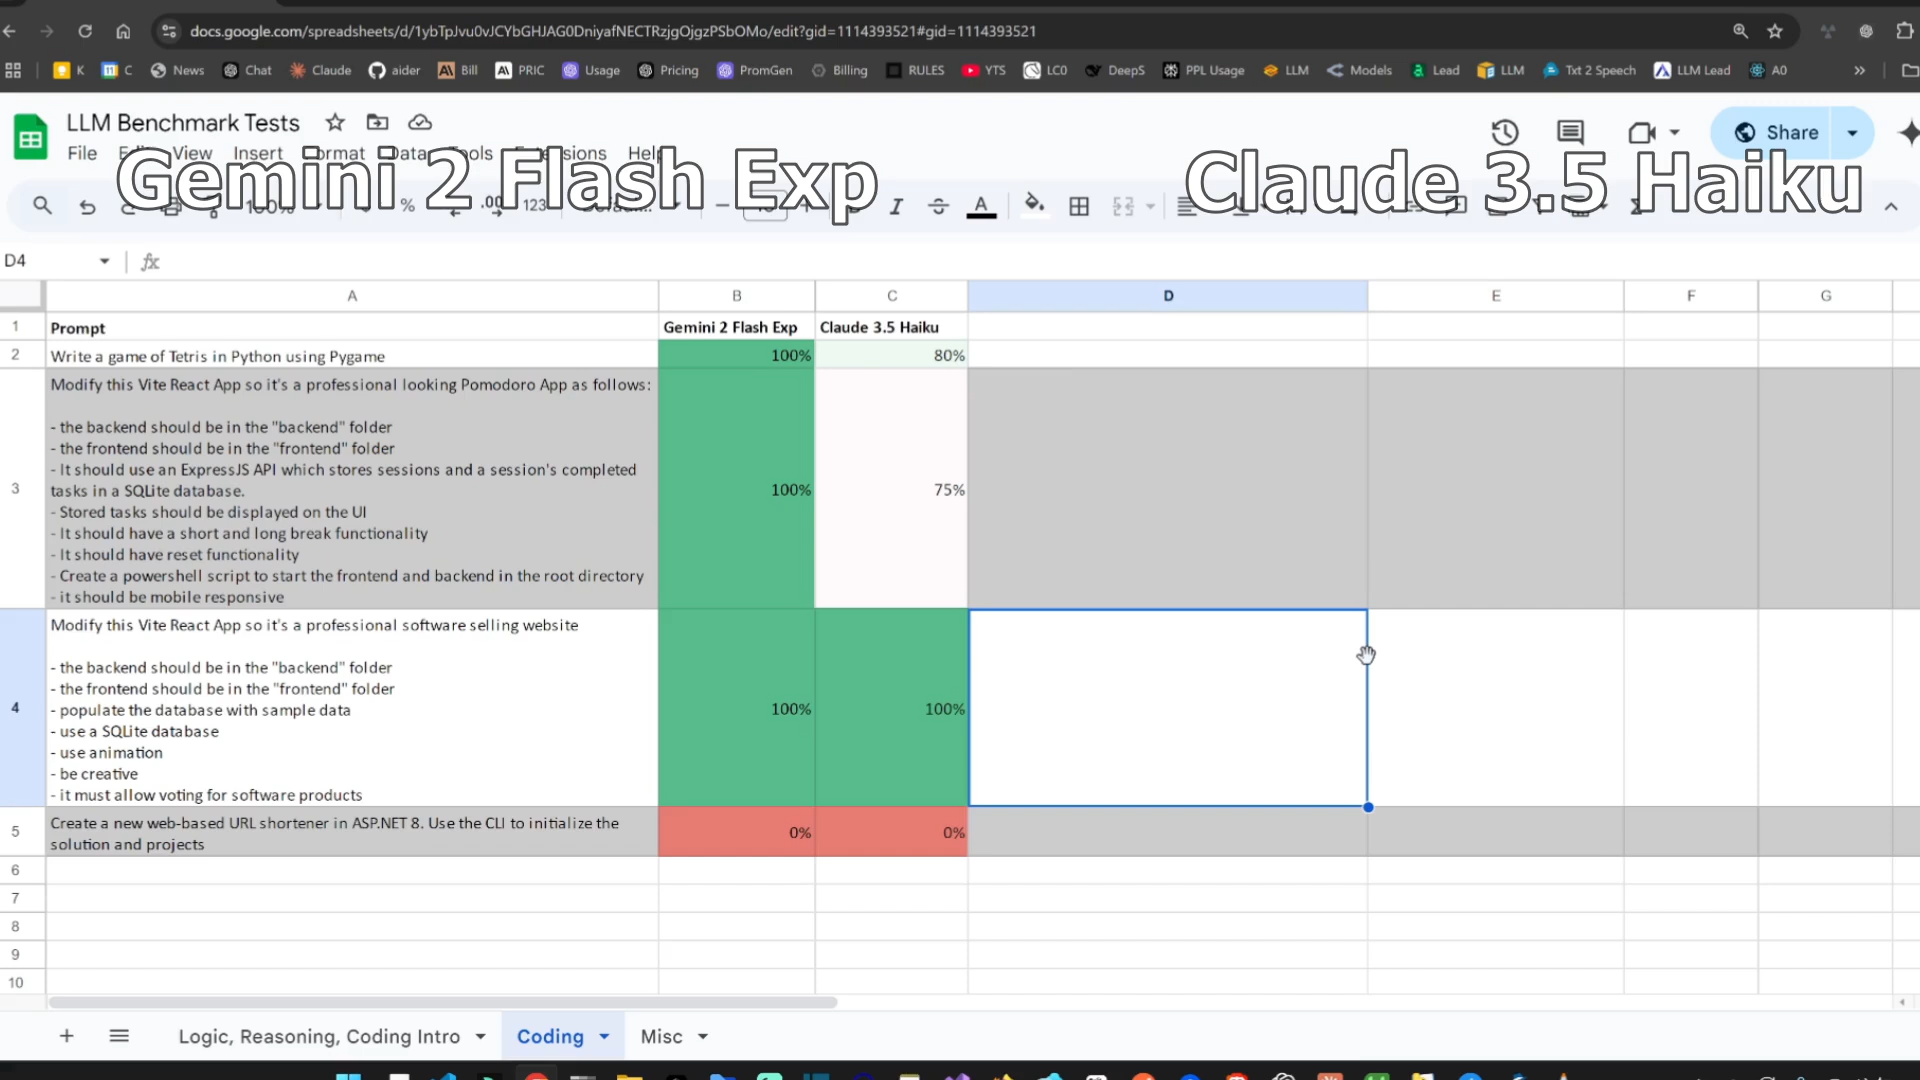 docs.google.com/spreadsheets/d/1ybTpJvu0vJCYbGHJAG0DniyafNECTRzjgOjgzPSbOMo/edit?gid=1114393521#gid=1114393521
K C News Chat Claude aider Bill PRIC Usage Pricing PromGen Billing RULES YTS LC0 DeepS PPL Usage LLM Models Lead LLM Txt 2 Speech LLM Lead A0
LLM Benchmark Tests
Share
File View Insert Format Data Tools Extensions Help
Gemini 2 Flash Exp
Claude 3.5 Haiku
100% % .00 123
D4
A B C D E F G
1 Prompt Gemini 2 Flash Exp Claude 3.5 Haiku
2 Write a game of Tetris in Python using Pygame 100% 80%
Modify this Vite React App so it's a professional looking Pomodoro App as follows:
- the backend should be in the "backend" folder
- the frontend should be in the "frontend" folder
- It should use an ExpressJS API which stores sessions and a session's completed
3 tasks in a SQLite database. 100% 75%
- Stored tasks should be displayed on the UI
- It should have a short and long break functionality
- It should have reset functionality
- Create a powershell script to start the frontend and backend in the root directory
- it should be mobile responsive
Modify this Vite React App so it's a professional software selling website
- the backend should be in the "backend" folder
- the frontend should be in the "frontend" folder
4 - populate the database with sample data 100% 100%
- use a SQLite database
- use animation
- be creative
- it must allow voting for software products
5 Create a new web-based URL shortener in ASP.NET 8. Use the CLI to initialize the 0% 0%
solution and projects
6
7
8
9
10
Logic, Reasoning, Coding Intro Coding Misc